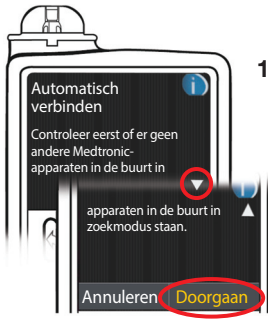 1
Automatisch
verbinden
Controleer eerst of er geen
andere Medtronic-
apparaten in de buurt in
apparaten in de buurt in
zoekmodus staan.
Annuleren Doorgaan